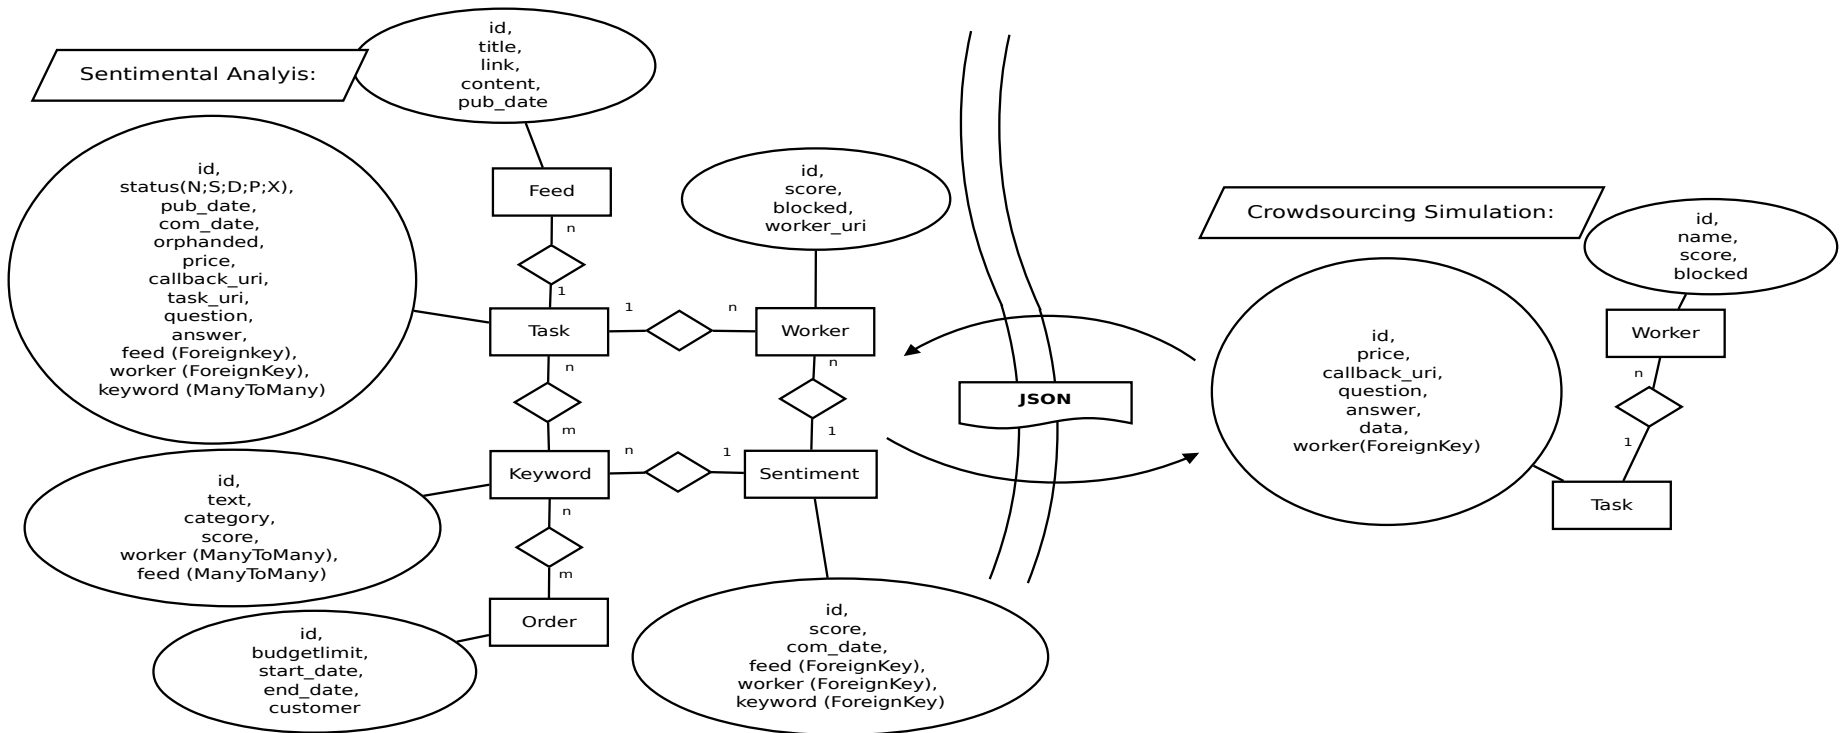 Sentimental Analyis:
id,
title,
link,
content,
pub_date
id,
status(N;S;D;P;X),
pub_date,
com_date,
orphanded,
price,
callback_uri,
task_uri,
question,
answer,
feed (Foreignkey),
worker (ForeignKey),
keyword (ManyToMany)
Feed
n
1
id,
score,
blocked,
worker_uri
Task
1
n
Worker
n
m
n
1
Keyword
n
1
Sentiment
id,
text,
category,
score,
worker (ManyToMany),
feed (ManyToMany)
n
m
Order
id,
budgetlimit,
start_date,
end_date,
customer
id,
score,
com_date,
feed (ForeignKey),
worker (ForeignKey),
keyword (ForeignKey)
JSON
Crowdsourcing Simulation:
id,
name,
score,
blocked
id,
price,
callback_uri,
question,
answer,
data,
worker(ForeignKey)
Worker
n
1
Task